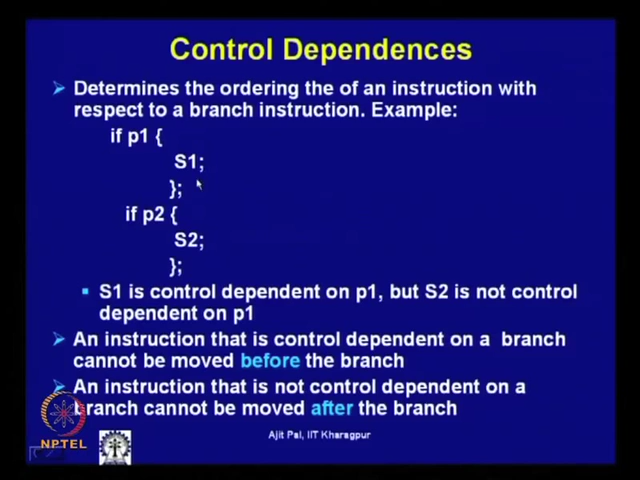 Control Dependences
Determines the ordering the of an instruction with
respect to a branch instruction. Example:
if p1 {
S1;
};
if p2 {
S2;
};
S1 is control dependent on p1, but S2 is not control
dependent on p1
An instruction that is control dependent on a branch
cannot be moved before the branch
An instruction that is not control dependent on a
branch cannot be moved after the branch
NPTEL
Ajit Pal, IIT Kharagpur